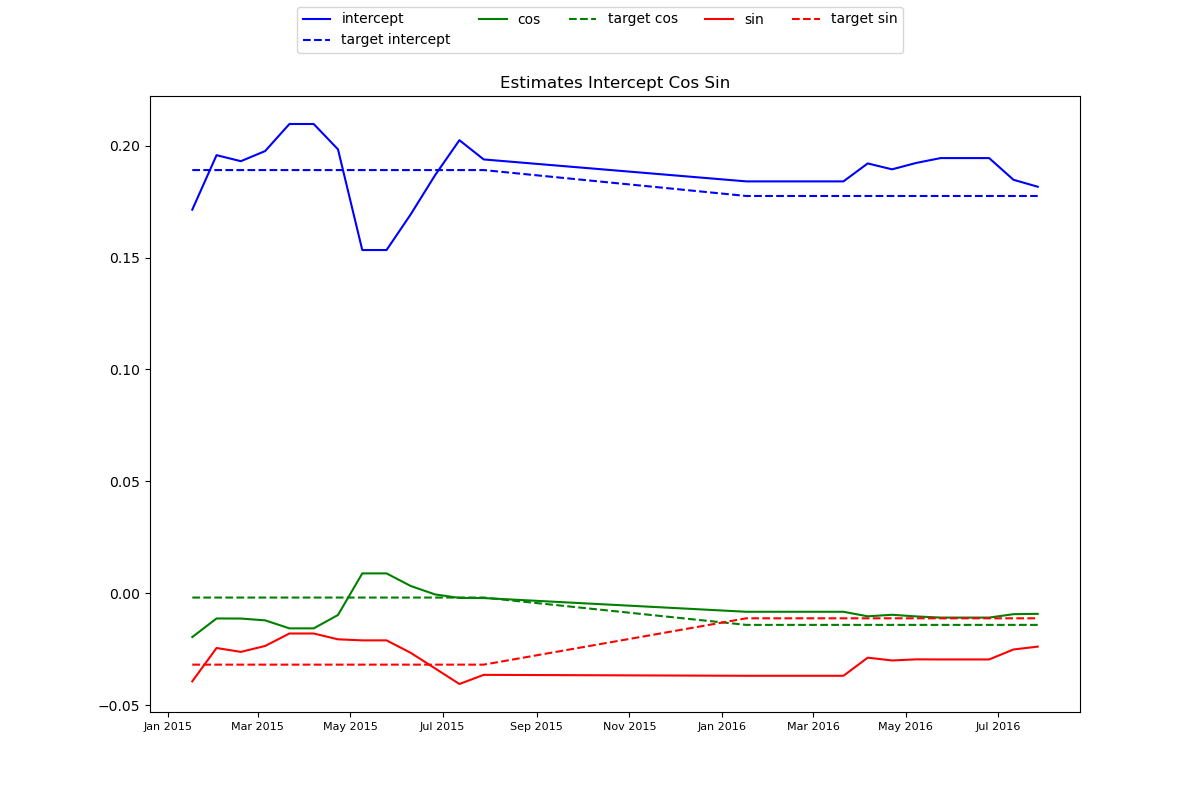 intercept cos target cos sin target sin
target intercept
Estimates Intercept Cos Sin
0.20
0.15
0.10
0.05
0.00
−0.05
Jan 2015 Mar 2015 May 2015 Jul 2015 Sep 2015 Nov 2015 Jan 2016 Mar 2016 May 2016 Jul 2016